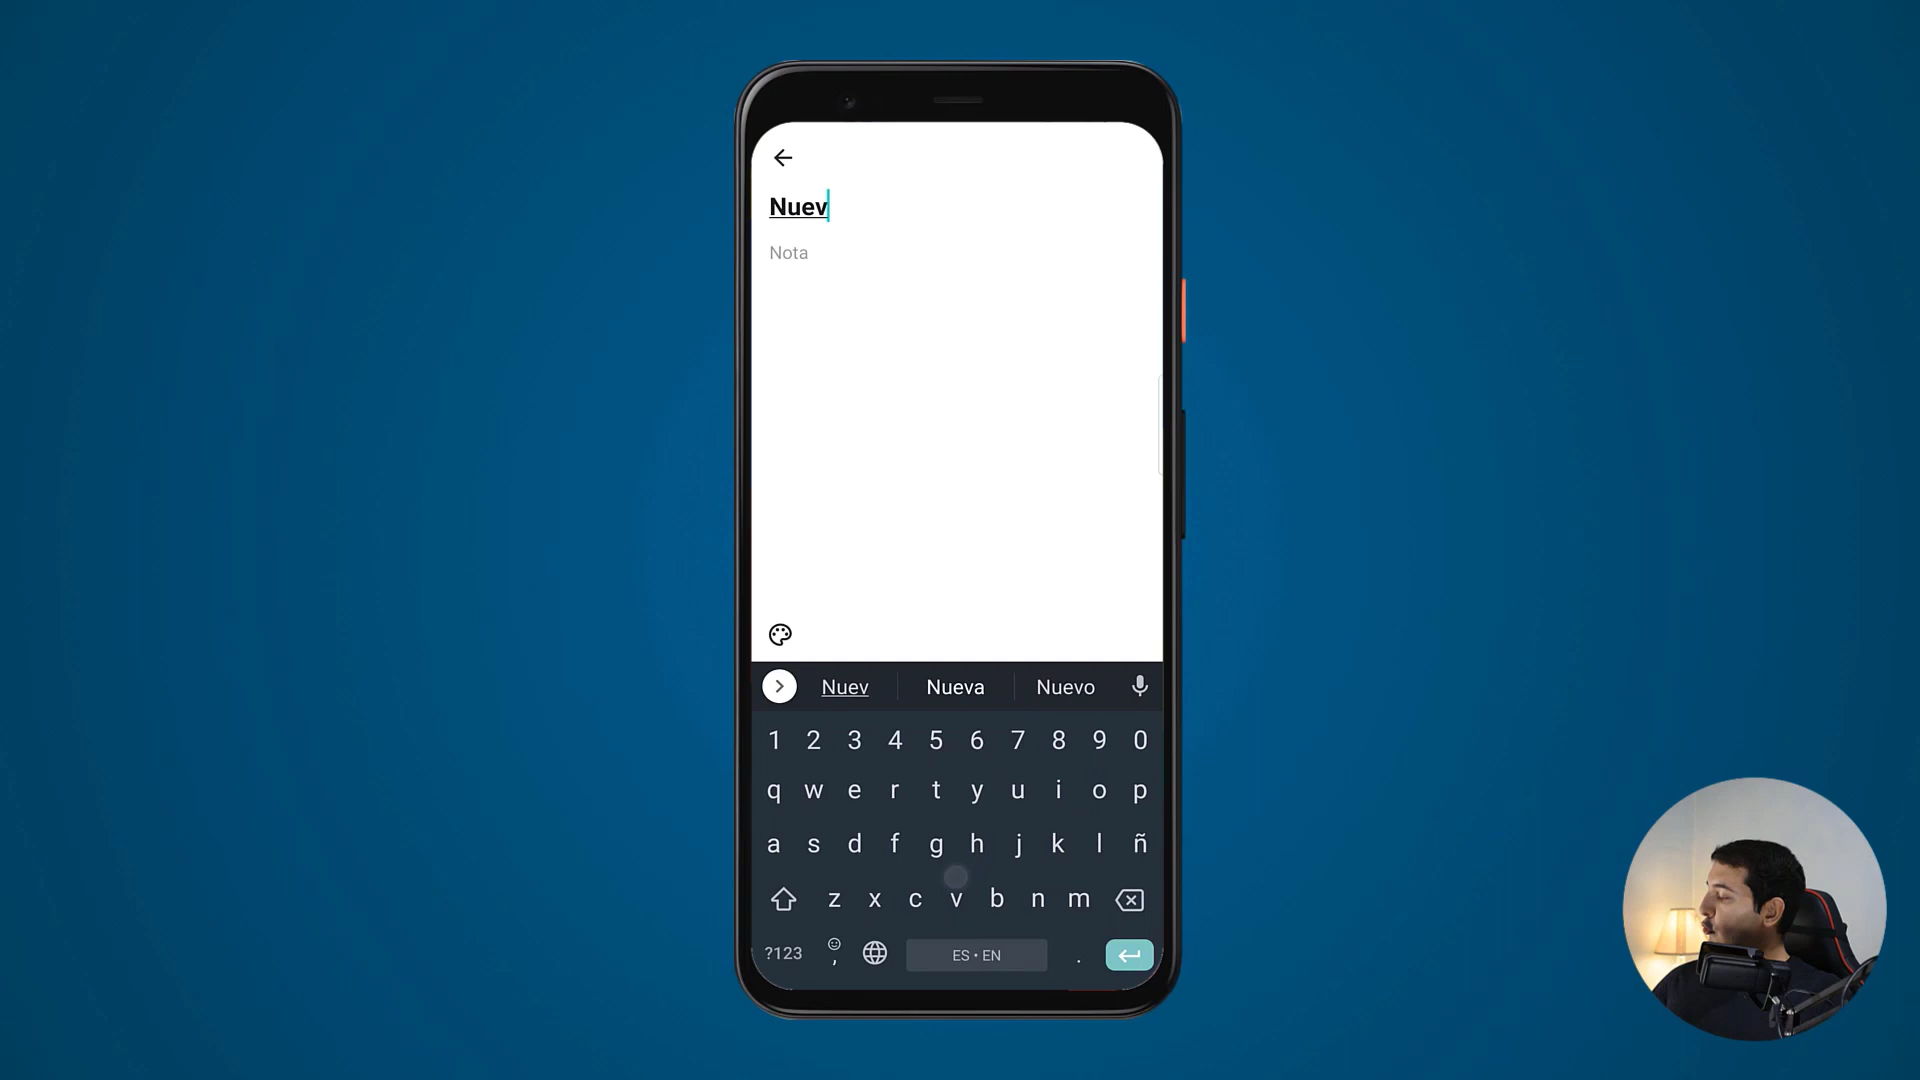 Nuev
Nota
Nuev Nueva Nuevo
1 2 3 4 5 6 7 8 9 0
q w e r t y u i o p
a s d f g h j k l ñ
z x c v b n m
?123 , ES • EN .